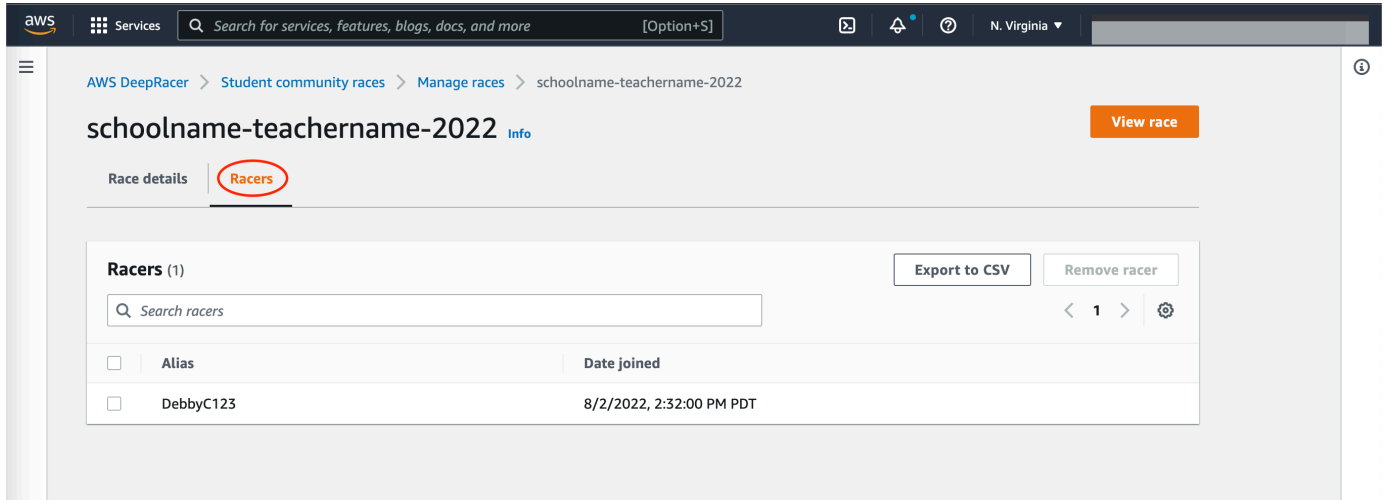 aws Services Search for services, features, blogs, docs, and more [Option+S] N. Virginia ▼
AWS DeepRacer > Student community races > Manage races > schoolname-teachername-2022
schoolname-teachername-2022 Info
View race
Race details Racers
Racers (1)
Export to CSV Remove racer
Search racers
< 1 >
Alias Date joined
DebbyC123 8/2/2022, 2:32:00 PM PDT